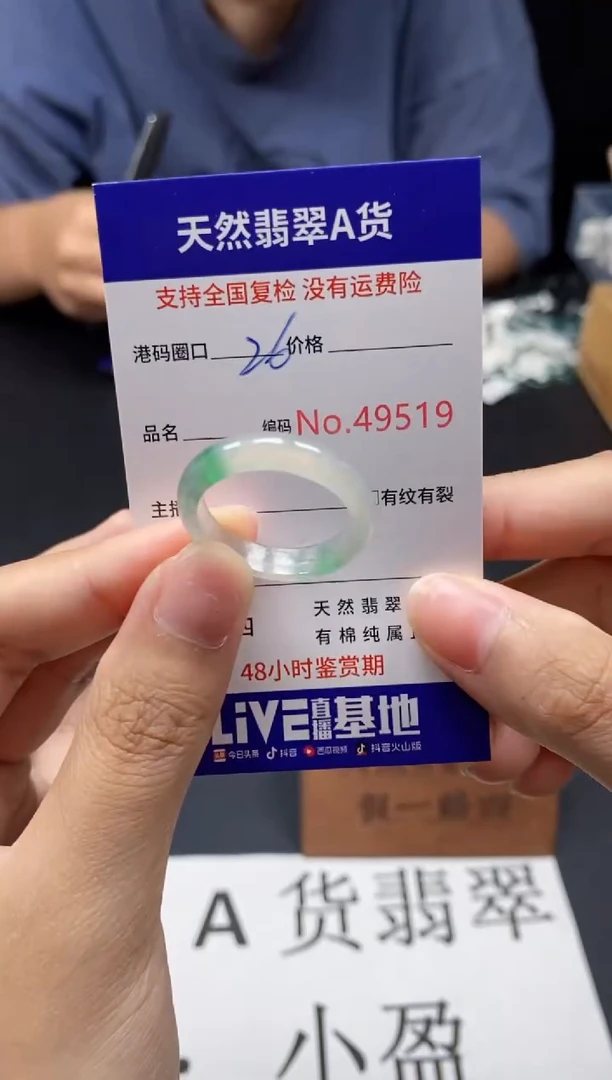 天然翡翠A货
支持全国复检 没有运费险
港码圈口 26 价格
品名 编码 No.49519
主播 有纹有裂
天然翡翠
有棉纯属
48小时鉴赏期
LiVE直播基地
今日头条 抖音 西瓜视频 抖音火山版
假一
A 货翡翠
小盈